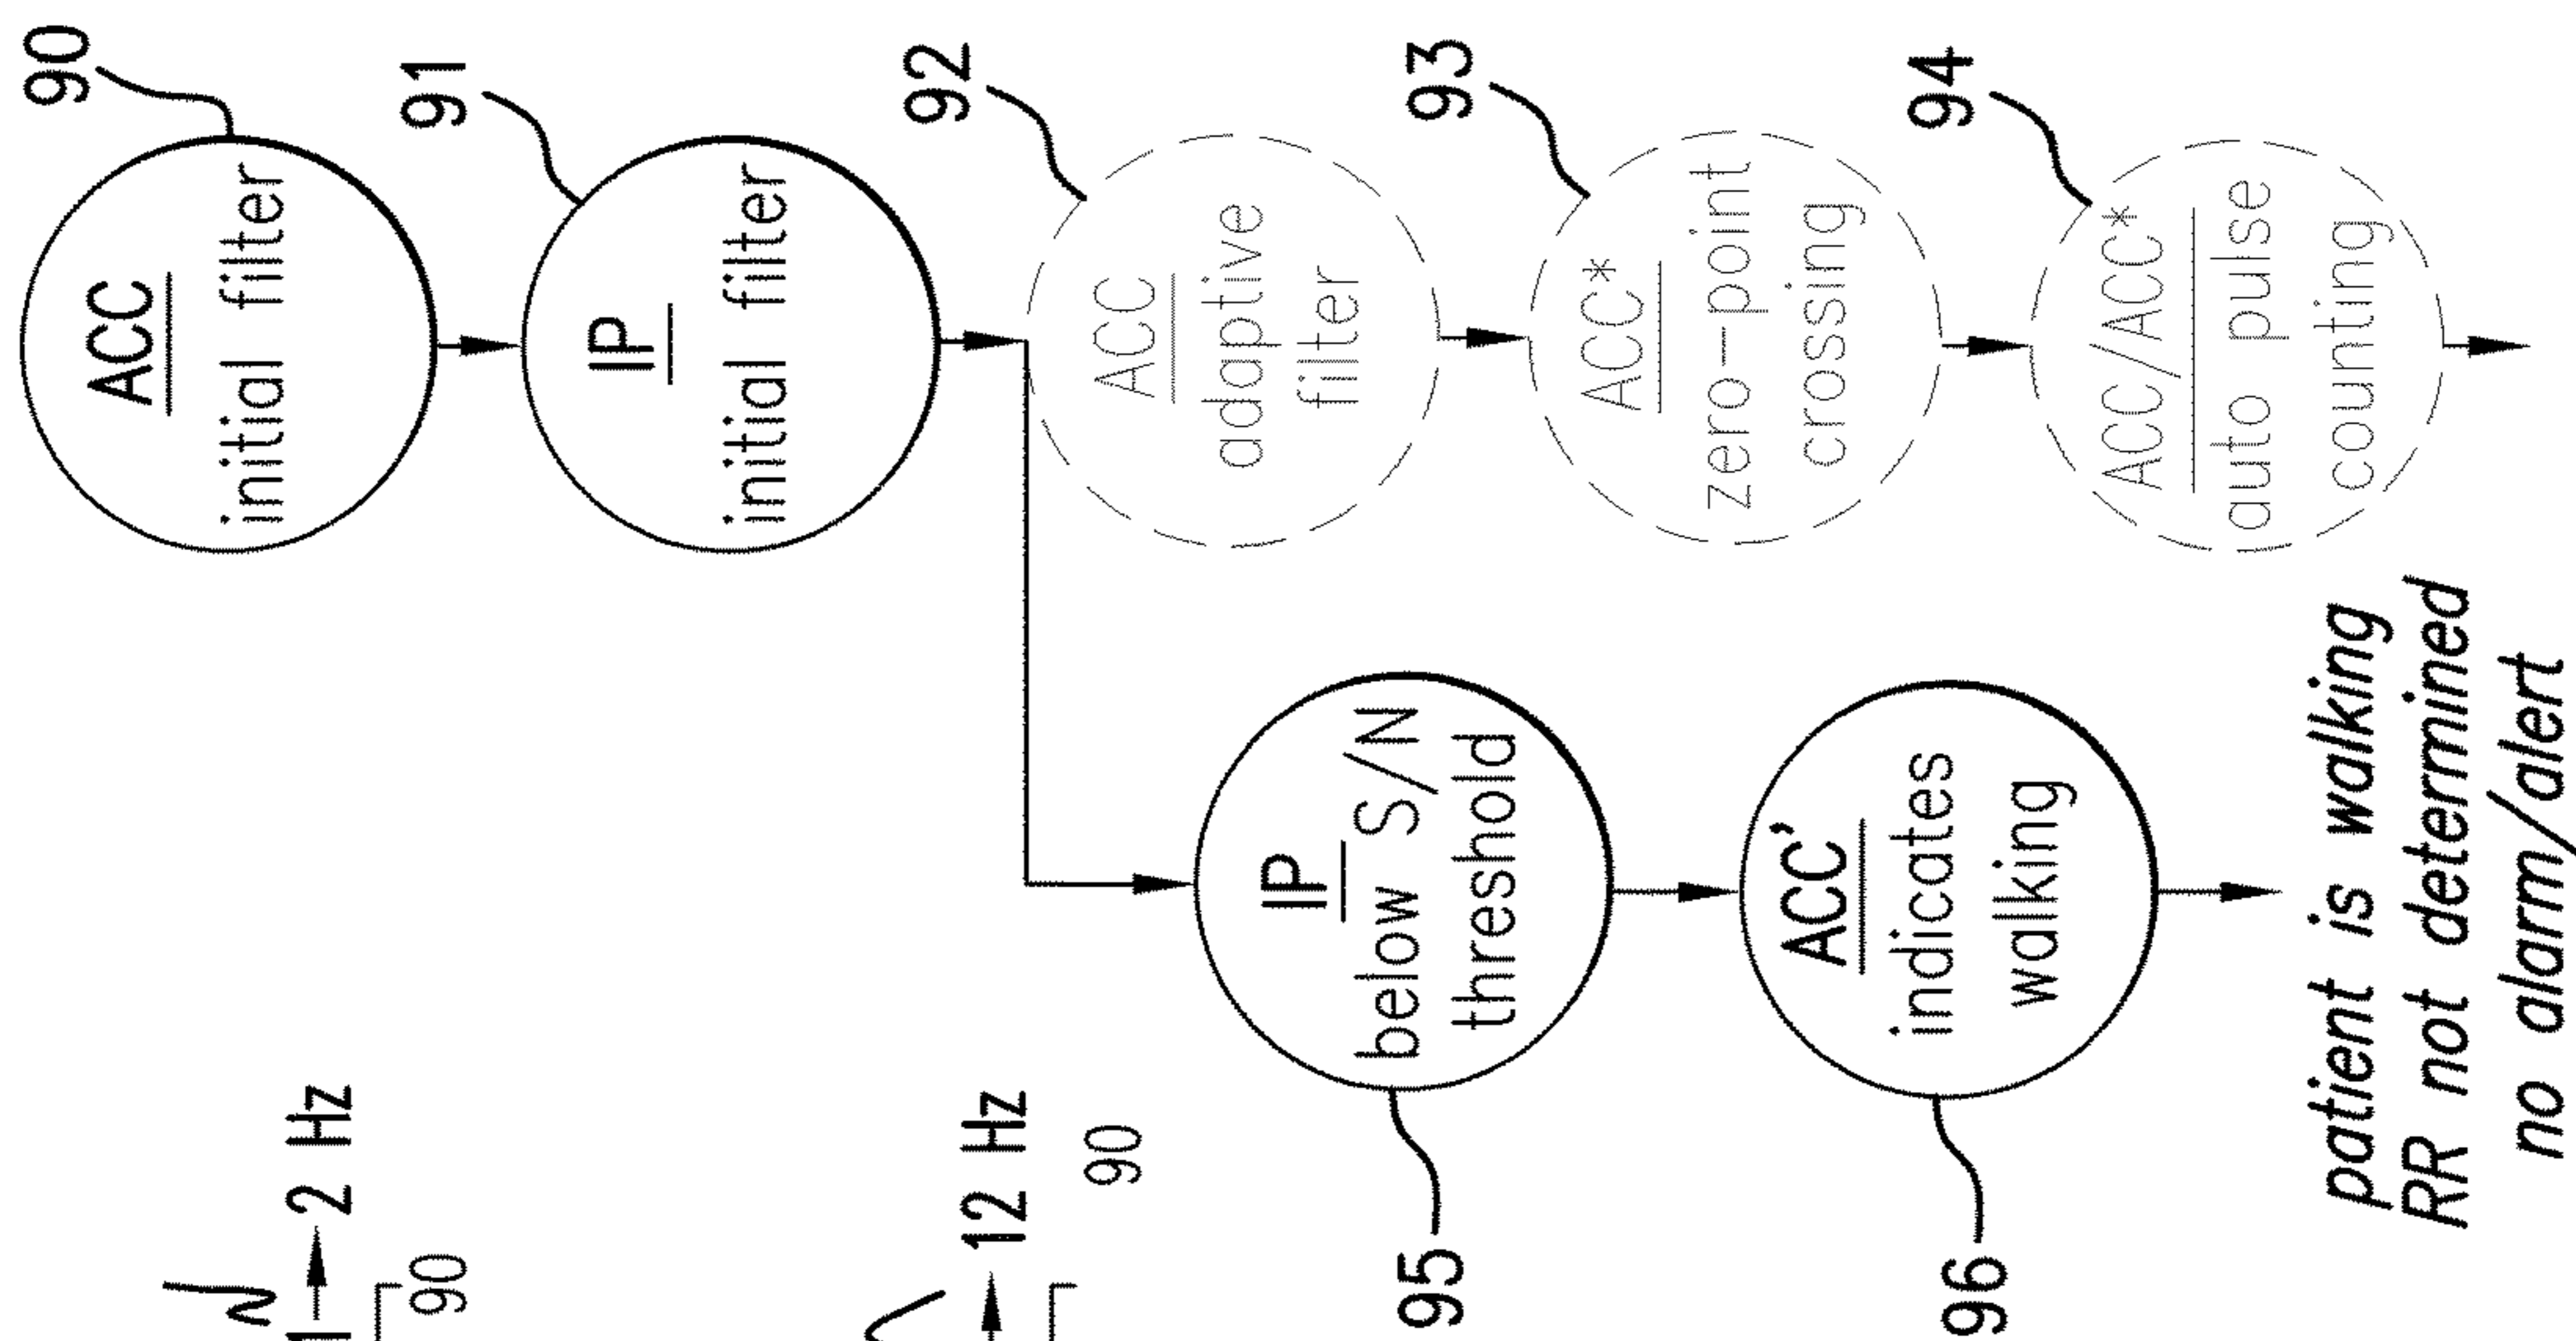 90
ACC
initial filter
91
IP
initial filter
92
ACC
adaptive
filter
93
ACC*
zero-point
crossing
94
ACC/ACC*
auto pulse
counting
95
IP
below S/N
threshold
96
ACC'
indicates
walking
patient is walking
RR not determined
no alarm/alert
2 Hz
90
12 Hz
90